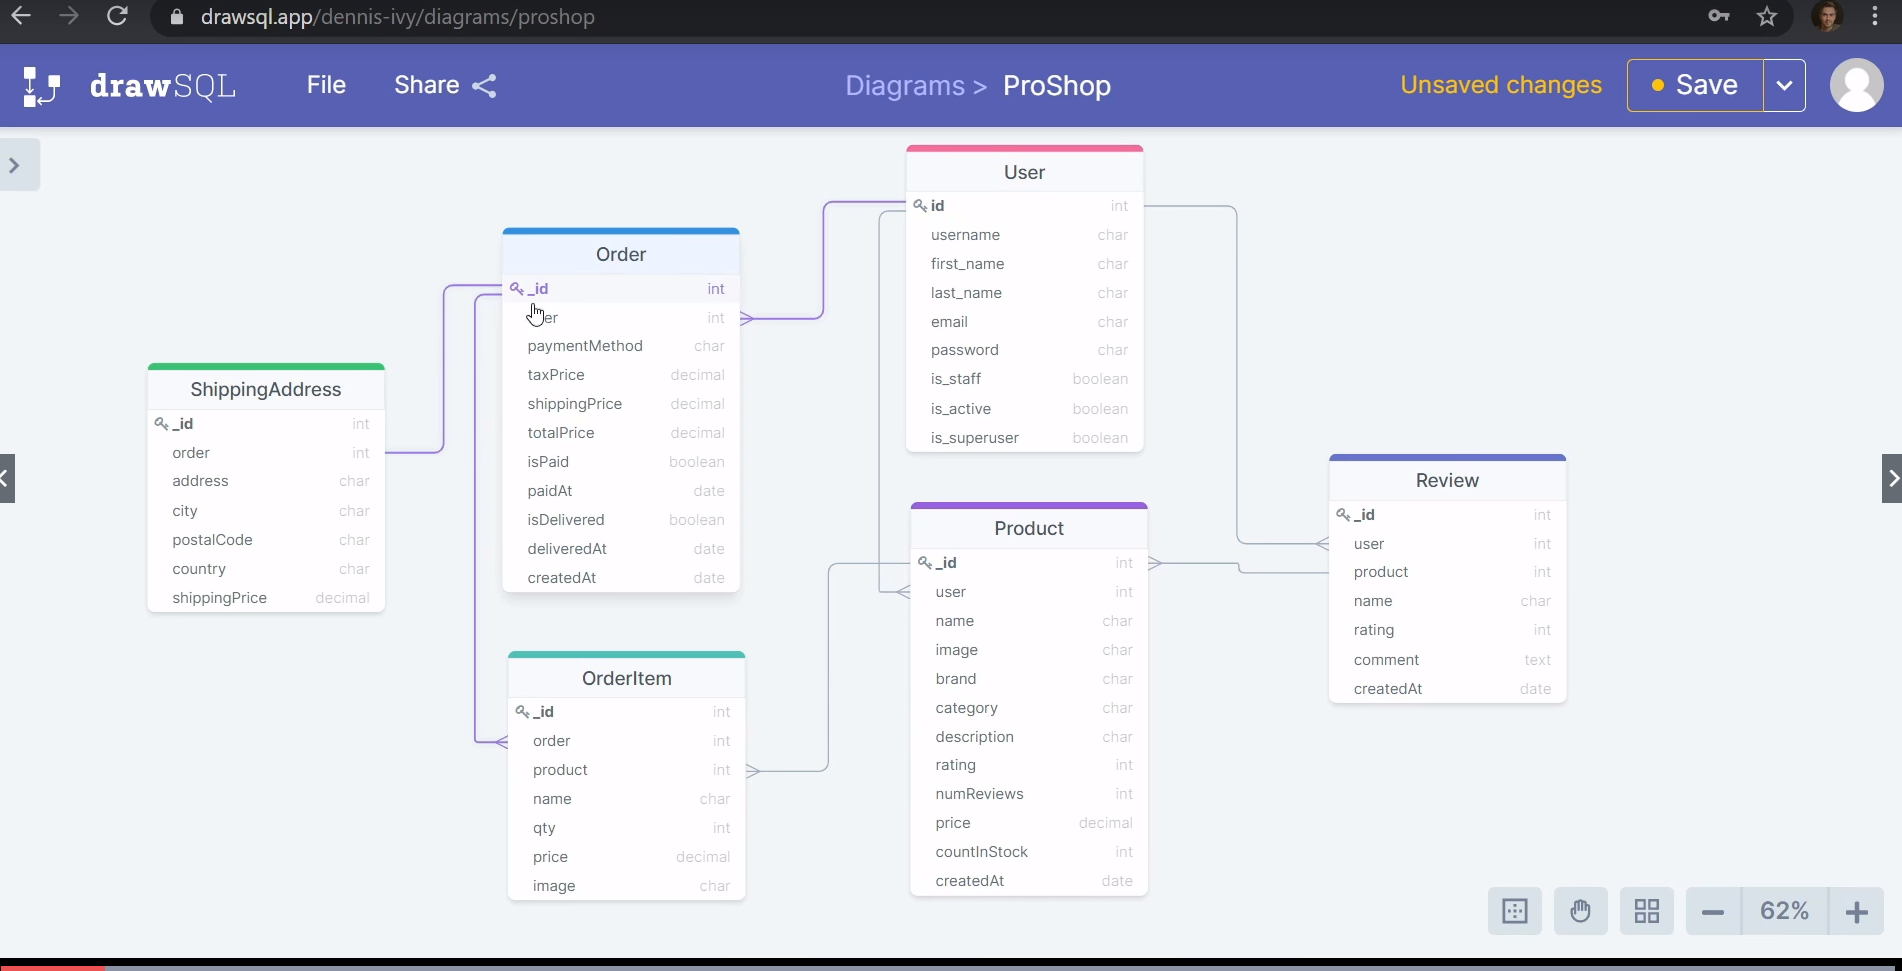 drawsql.app/dennis-ivy/diagrams/proshop
drawSQL File Share Diagrams > ProShop Unsaved changes Save
User
id int
username char
first_name char
last_name char
email char
password char
is_staff boolean
is_active boolean
is_superuser boolean
Order
_id int
er int
paymentMethod char
taxPrice decimal
shippingPrice decimal
totalPrice decimal
isPaid boolean
paidAt date
isDelivered boolean
deliveredAt date
createdAt date
ShippingAddress
_id int
order int
address char
city char
postalCode char
country char
shippingPrice decimal
Review
_id int
user int
product int
name char
rating int
comment text
createdAt date
Product
_id int
user int
name char
image char
brand char
category char
description char
rating int
numReviews int
price decimal
countInStock int
createdAt date
OrderItem
_id int
order int
product int
name char
qty int
price decimal
image char
62%